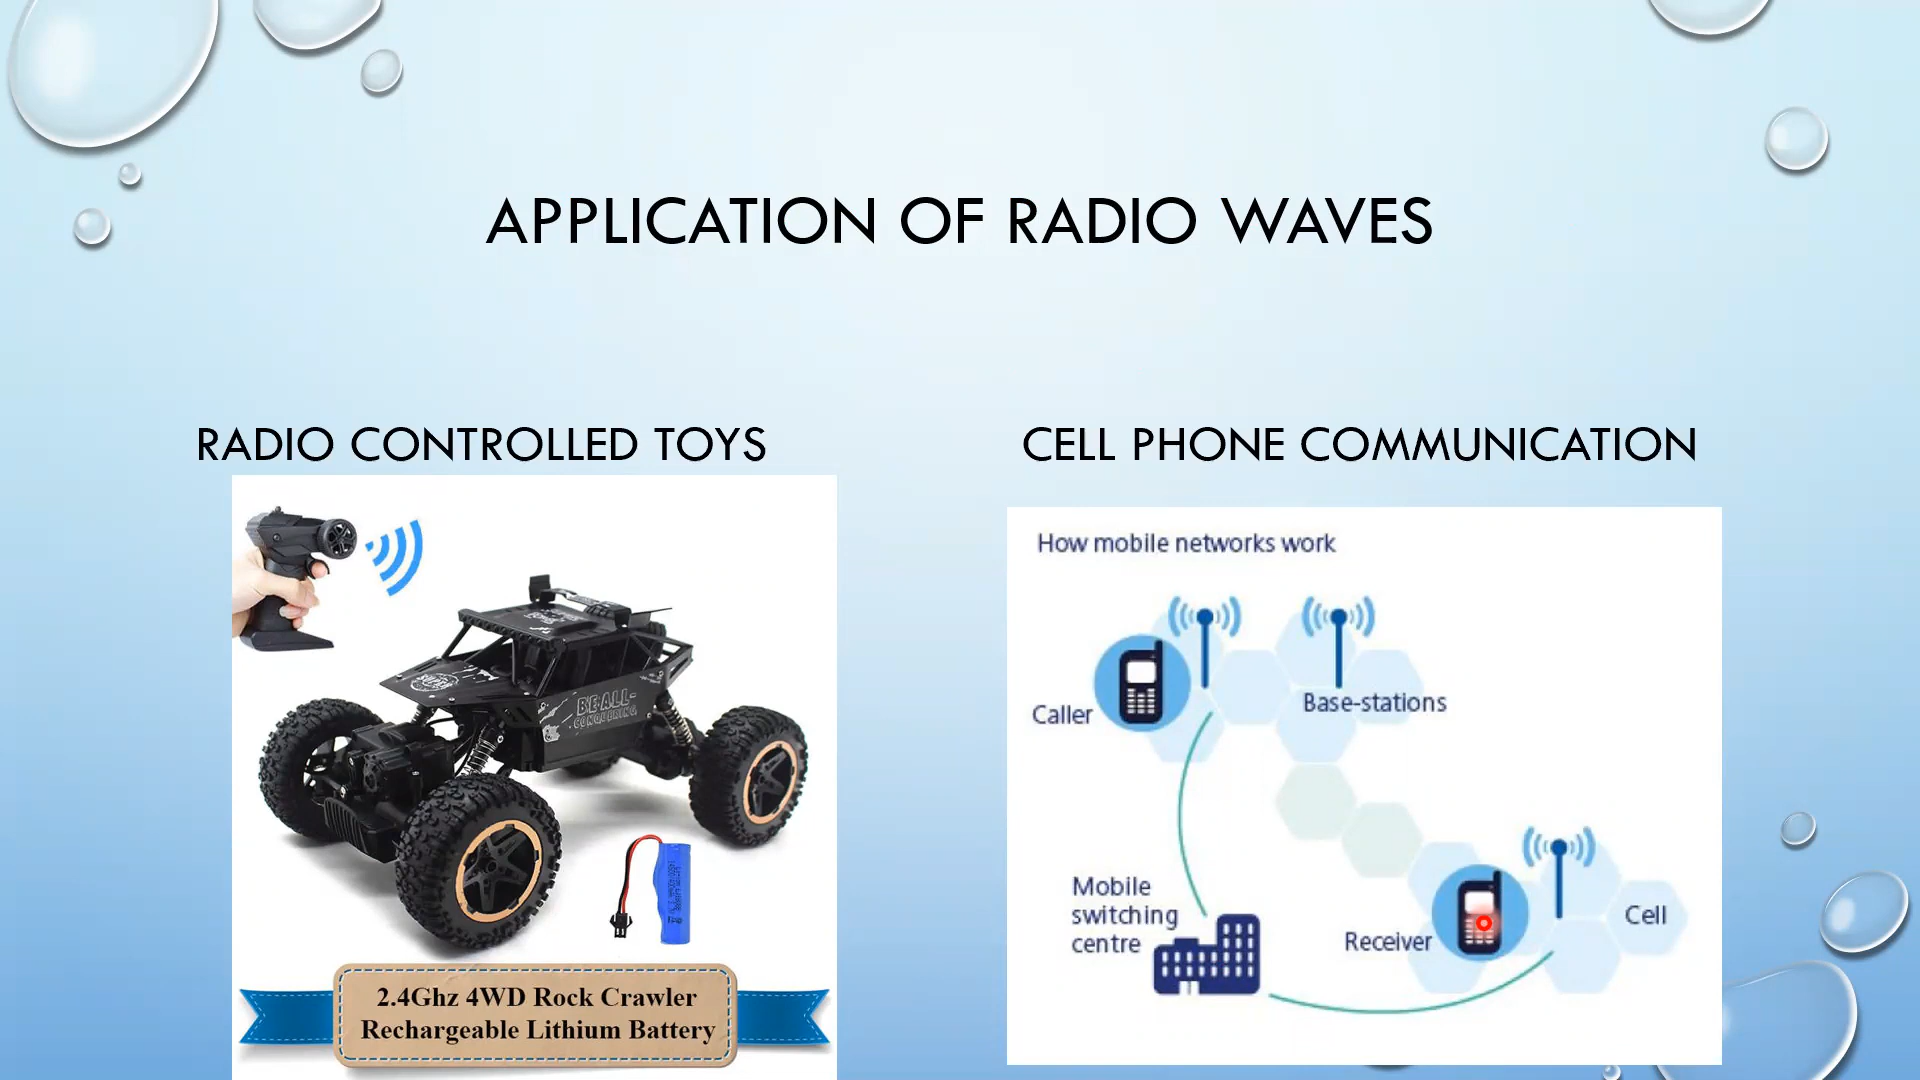 APPLICATION OF RADIO WAVES
RADIO CONTROLLED TOYS
BE ALL-
CONQUERING
2.4Ghz 4WD Rock Crawler
Rechargeable Lithium Battery
CELL PHONE COMMUNICATION
How mobile networks work
Caller
Base-stations
Mobile
switching
centre
Receiver
Cell